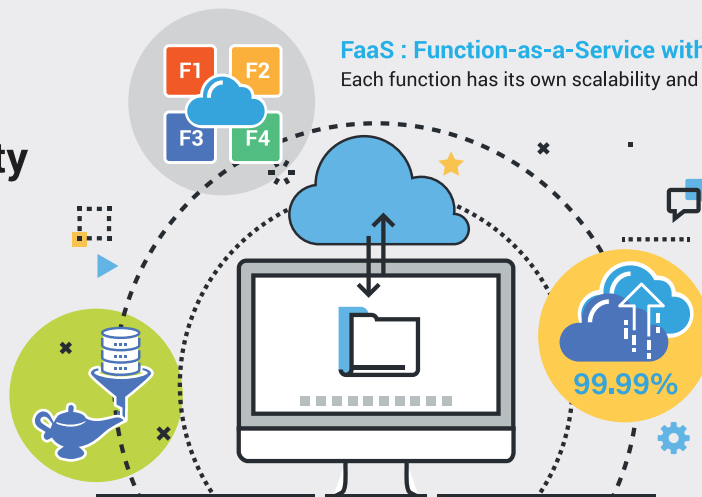 FaaS : Function-as-a-Service with
Each function has its own scalability and
F1 F2
F3 F4
ty
99.99%